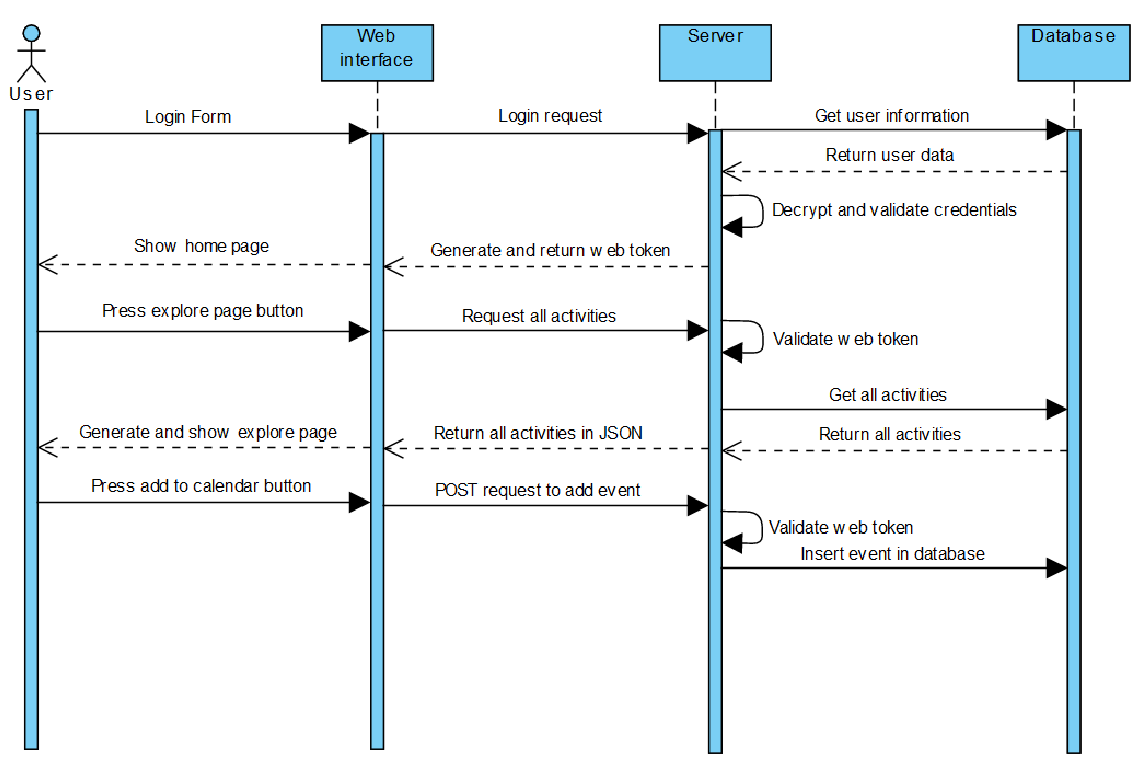 Web
interface
Server
Database
User
Login Form
Login request
Get user information
Return user data
Decrypt and validate credentials
Show home page
Generate and return web token
Press explore page button
Request all activities
Validate web token
Get all activities
Generate and show explore page
Return all activities in JSON
Return all activities
Press add to calendar button
POST request to add event
Validate web token
Insert event in database